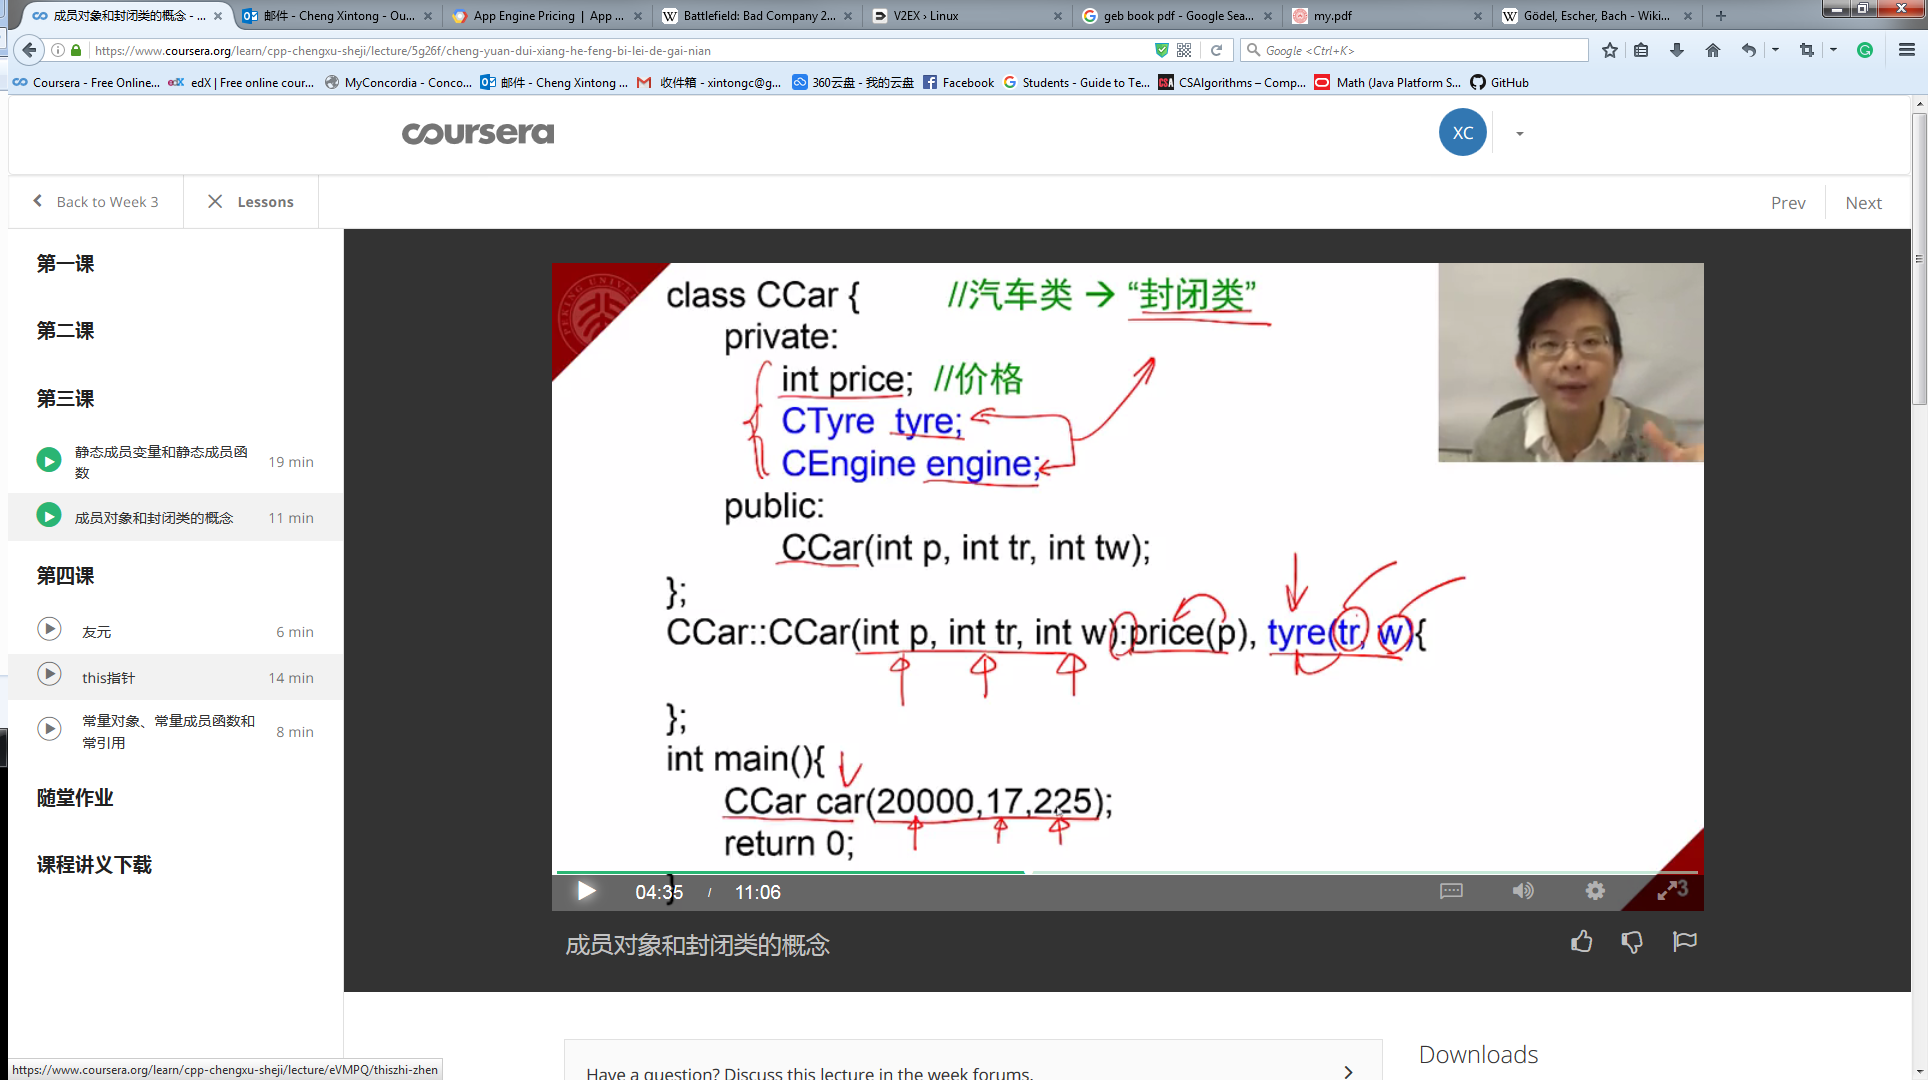 成员对象和封闭类的概念 - ...
邮件 - Cheng Xintong - Ou...
App Engine Pricing | App ...
Battlefield: Bad Company 2...
V2EX › Linux
geb book pdf - Google Sea...
my.pdf
Gödel, Escher, Bach - Wiki...
https://www.coursera.org/learn/cpp-chengxu-sheji/lecture/5g26f/cheng-yuan-dui-xiang-he-feng-bi-lei-de-gai-nian
Google <Ctrl+K>
Coursera - Free Online...
edX | Free online cour...
MyConcordia - Conco...
邮件 - Cheng Xintong ...
收件箱 - xintongc@g...
360云盘 - 我的云盘
Facebook
Students - Guide to Te...
CSAlgorithms – Comp...
Math (Java Platform S...
GitHub
coursera
XC
Back to Week 3
Lessons
Prev
Next
第一课
第二课
第三课
静态成员变量和静态成员函
数
19 min
成员对象和封闭类的概念
11 min
第四课
友元
6 min
this指针
14 min
常量对象、常量成员函数和
常引用
8 min
随堂作业
课程讲义下载
class CCar { //汽车类 → “封闭类”
private:
int price; //价格
CTyre tyre;
CEngine engine;
public:
CCar(int p, int tr, int tw);
};
CCar::CCar(int p, int tr, int w):price(p), tyre(tr, w){
};
int main(){
CCar car(20000,17,225);
return 0;
}
04:35 / 11:06
3
成员对象和封闭类的概念
Have a question? Discuss this lecture in the week forums.
Downloads
https://www.coursera.org/learn/cpp-chengxu-sheji/lecture/eVMPQ/thiszhi-zhen